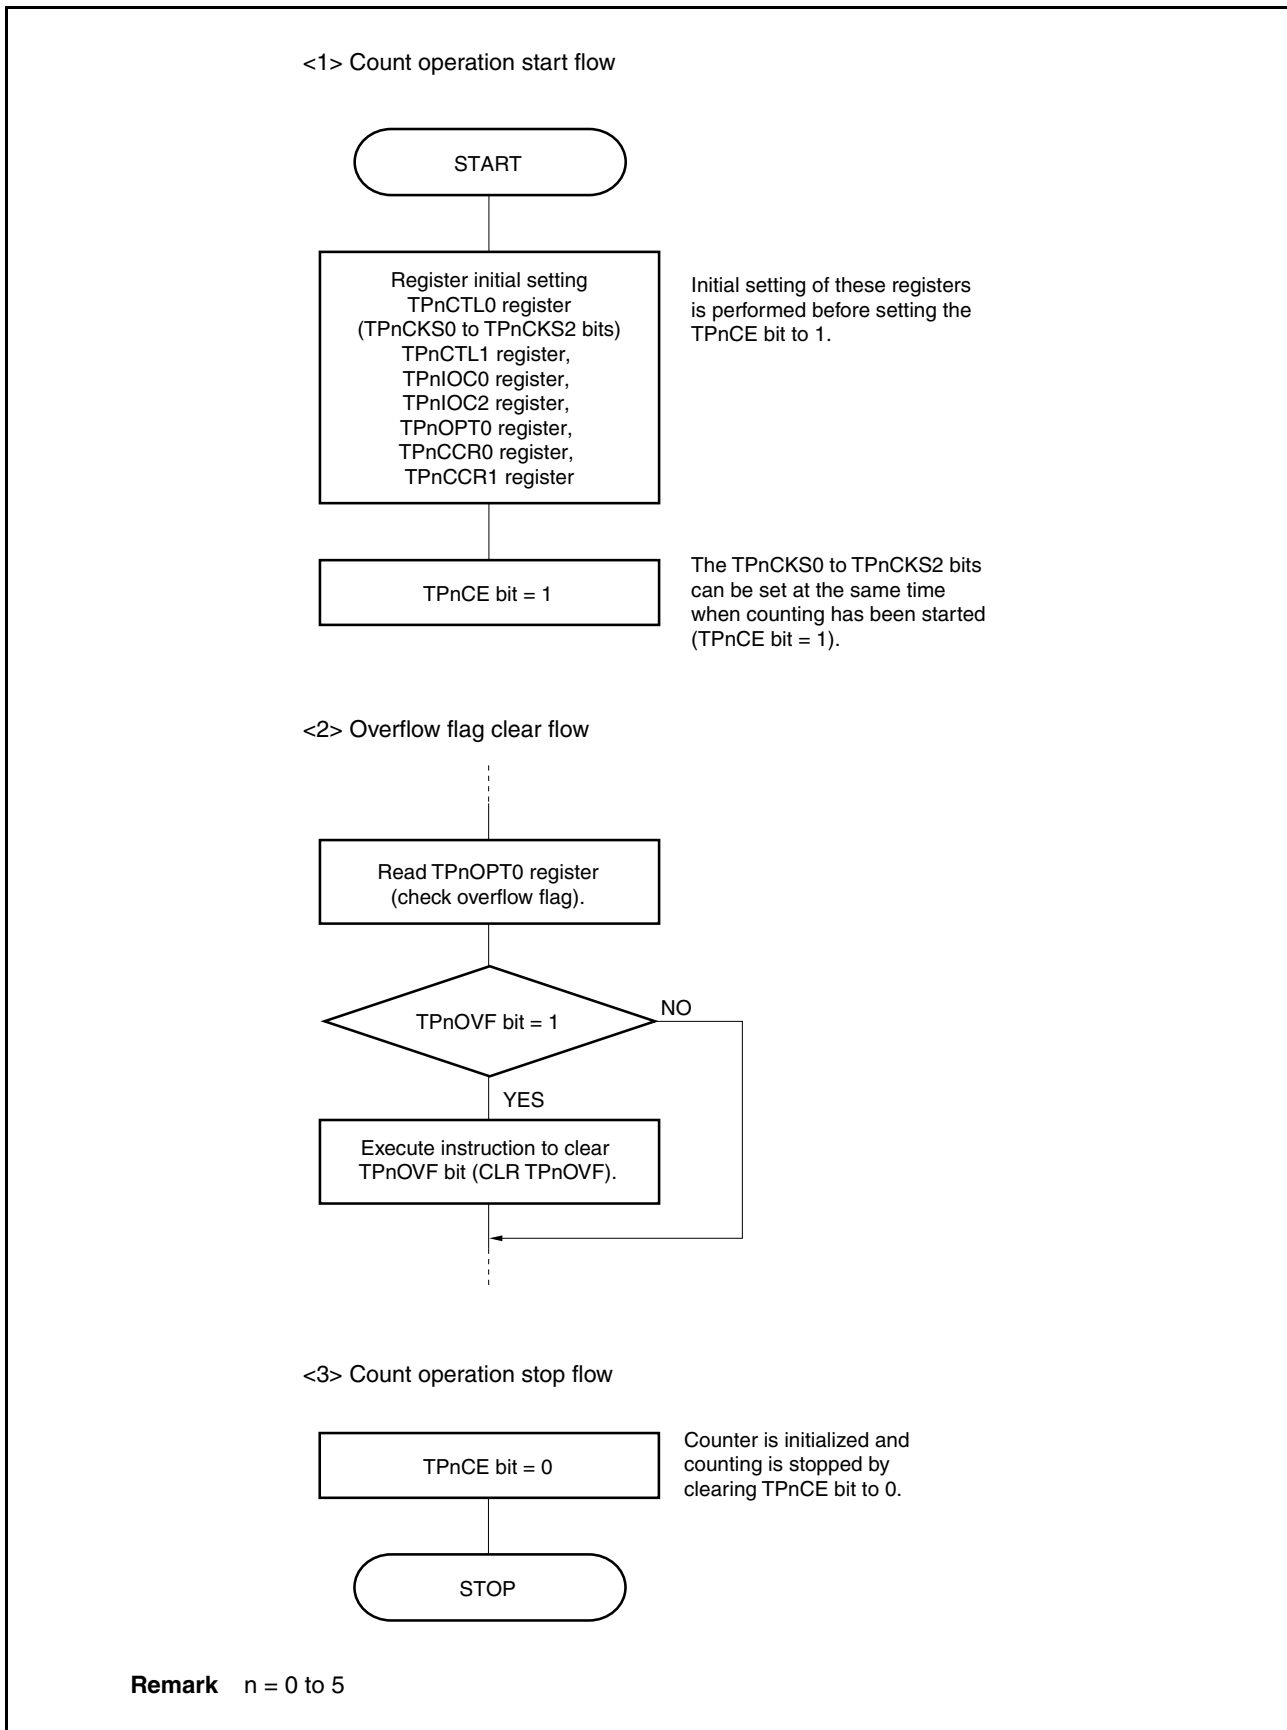 <1> Count operation start flow
START
Register initial setting
TPnCTL0 register
(TPnCKS0 to TPnCKS2 bits)
TPnCTL1 register,
TPnIOC0 register,
TPnIOC2 register,
TPnOPT0 register,
TPnCCR0 register,
TPnCCR1 register
Initial setting of these registers
is performed before setting the
TPnCE bit to 1.
TPnCE bit = 1
The TPnCKS0 to TPnCKS2 bits
can be set at the same time
when counting has been started
(TPnCE bit = 1).
<2> Overflow flag clear flow
Read TPnOPT0 register
(check overflow flag).
TPnOVF bit = 1
NO
YES
Execute instruction to clear
TPnOVF bit (CLR TPnOVF).
<3> Count operation stop flow
TPnCE bit = 0
Counter is initialized and
counting is stopped by
clearing TPnCE bit to 0.
STOP
Remark n = 0 to 5